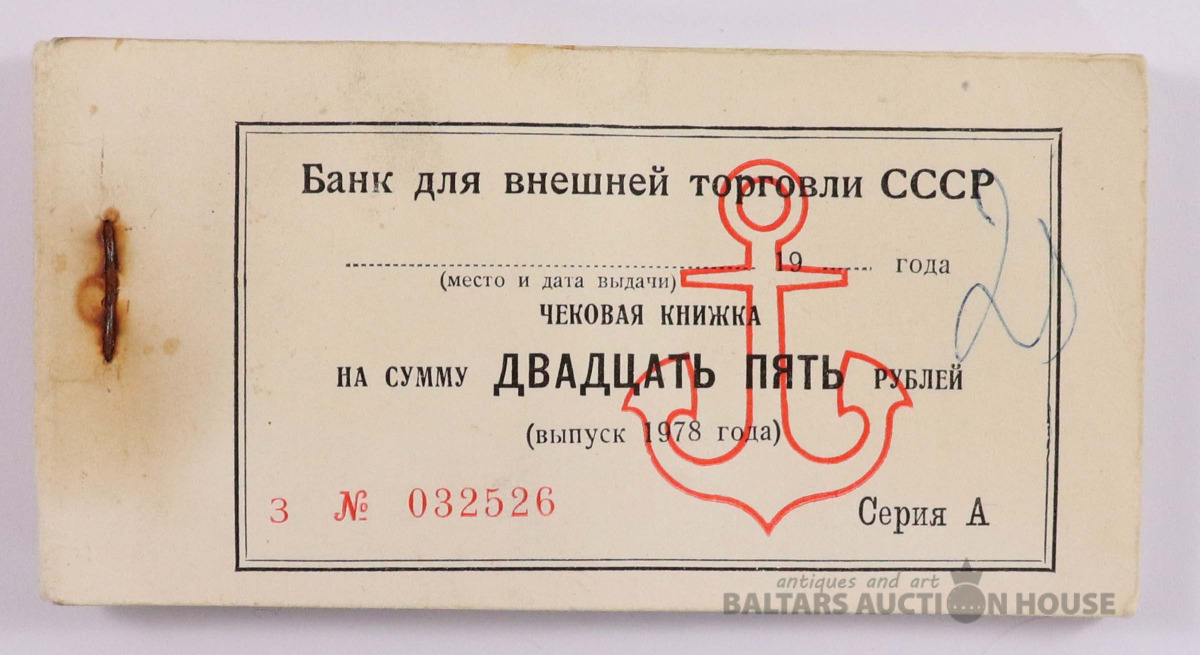 Банк для внешней торговли СССР
19 года
(место и дата выдачи)
ЧЕКОВАЯ КНИЖКА
НА СУММУ ДВАДЦАТЬ ПЯТЬ РУБЛЕЙ
(выпуск 1978 года)
З № 032526
Серия А
antiques and art
BALTARS AUCTION HOUSE